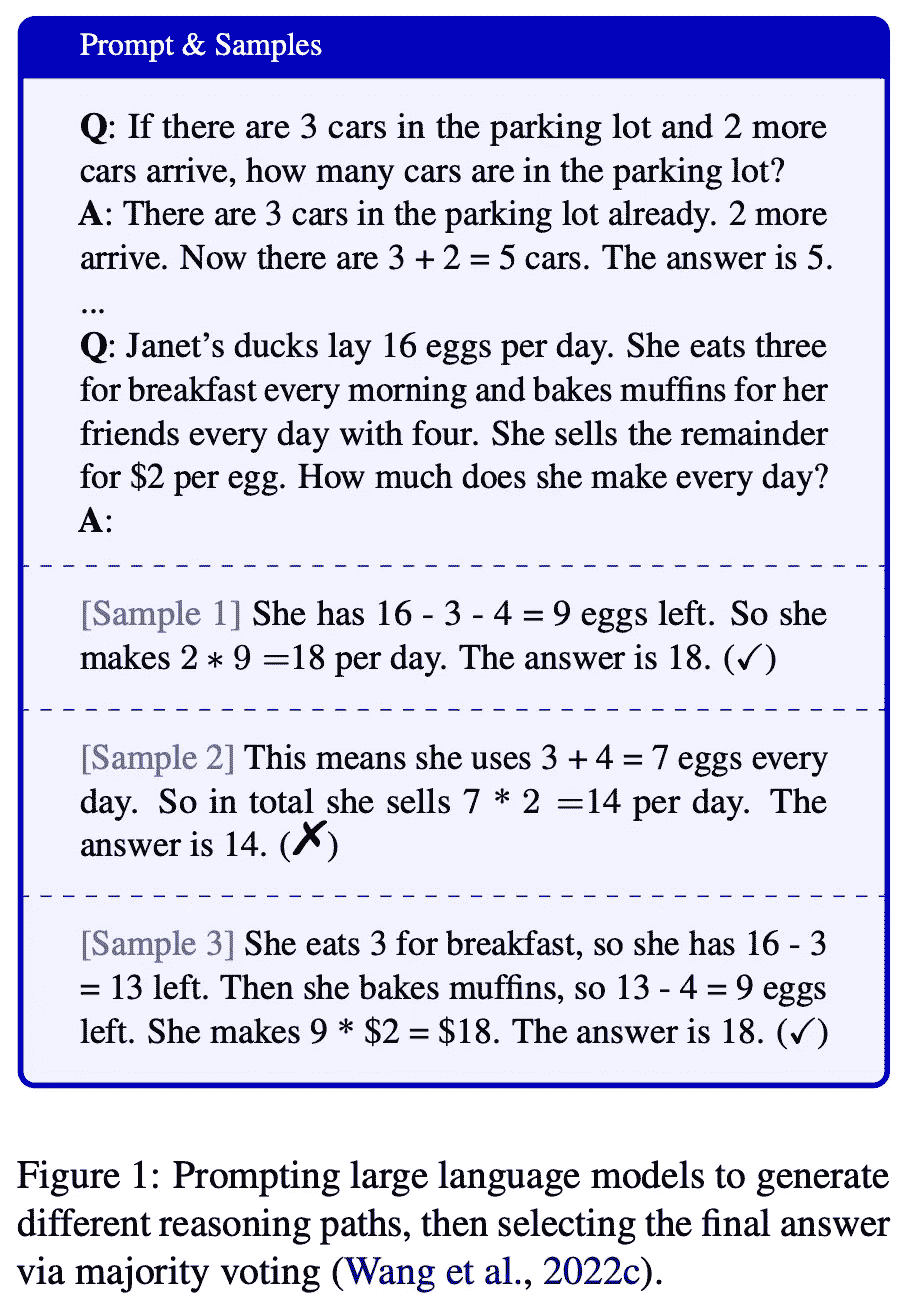 Prompt & Samples
Q: If there are 3 cars in the parking lot and 2 more
cars arrive, how many cars are in the parking lot?
A: There are 3 cars in the parking lot already. 2 more
arrive. Now there are 3 + 2 = 5 cars. The answer is 5.
...
Q: Janet's ducks lay 16 eggs per day. She eats three
for breakfast every morning and bakes muffins for her
friends every day with four. She sells the remainder
for $2 per egg. How much does she make every day?
A:
[Sample 1] She has 16 - 3 - 4 = 9 eggs left. So she
makes 2 * 9 =18 per day. The answer is 18. (✓)
[Sample 2] This means she uses 3 + 4 = 7 eggs every
day. So in total she sells 7 * 2 =14 per day. The
answer is 14. (✗)
[Sample 3] She eats 3 for breakfast, so she has 16 - 3
= 13 left. Then she bakes muffins, so 13 - 4 = 9 eggs
left. She makes 9 * $2 = $18. The answer is 18. (✓)
Figure 1: Prompting large language models to generate
different reasoning paths, then selecting the final answer
via majority voting (Wang et al., 2022c).